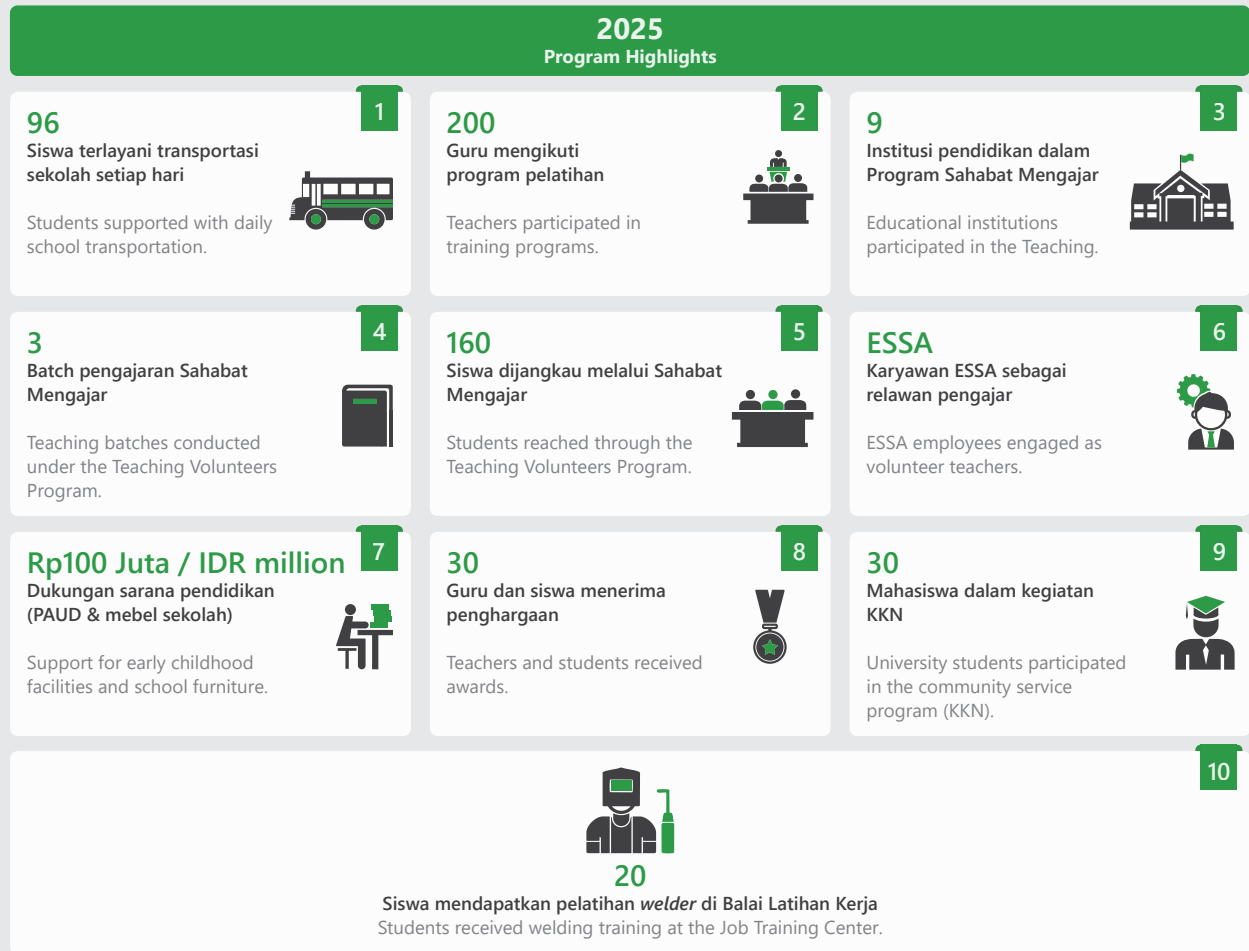 2025
Program Highlights
1
96
Siswa terlayani transportasi
sekolah setiap hari
Students supported with daily
school transportation.
2
200
Guru mengikuti
program pelatihan
Teachers participated in
training programs.
3
9
Institusi pendidikan dalam
Program Sahabat Mengajar
Educational institutions
participated in the Teaching.
4
3
Batch pengajaran Sahabat
Mengajar
Teaching batches conducted
under the Teaching Volunteers
Program.
5
160
Siswa dijangkau melalui Sahabat
Mengajar
Students reached through the
Teaching Volunteers Program.
6
ESSA
Karyawan ESSA sebagai
relawan pengajar
ESSA employees engaged as
volunteer teachers.
7
Rp100 Juta / IDR million
Dukungan sarana pendidikan
(PAUD & mebel sekolah)
Support for early childhood
facilities and school furniture.
8
30
Guru dan siswa menerima
penghargaan
Teachers and students received
awards.
9
30
Mahasiswa dalam kegiatan
KKN
University students participated
in the community service
program (KKN).
10
20
Siswa mendapatkan pelatihan welder di Balai Latihan Kerja
Students received welding training at the Job Training Center.